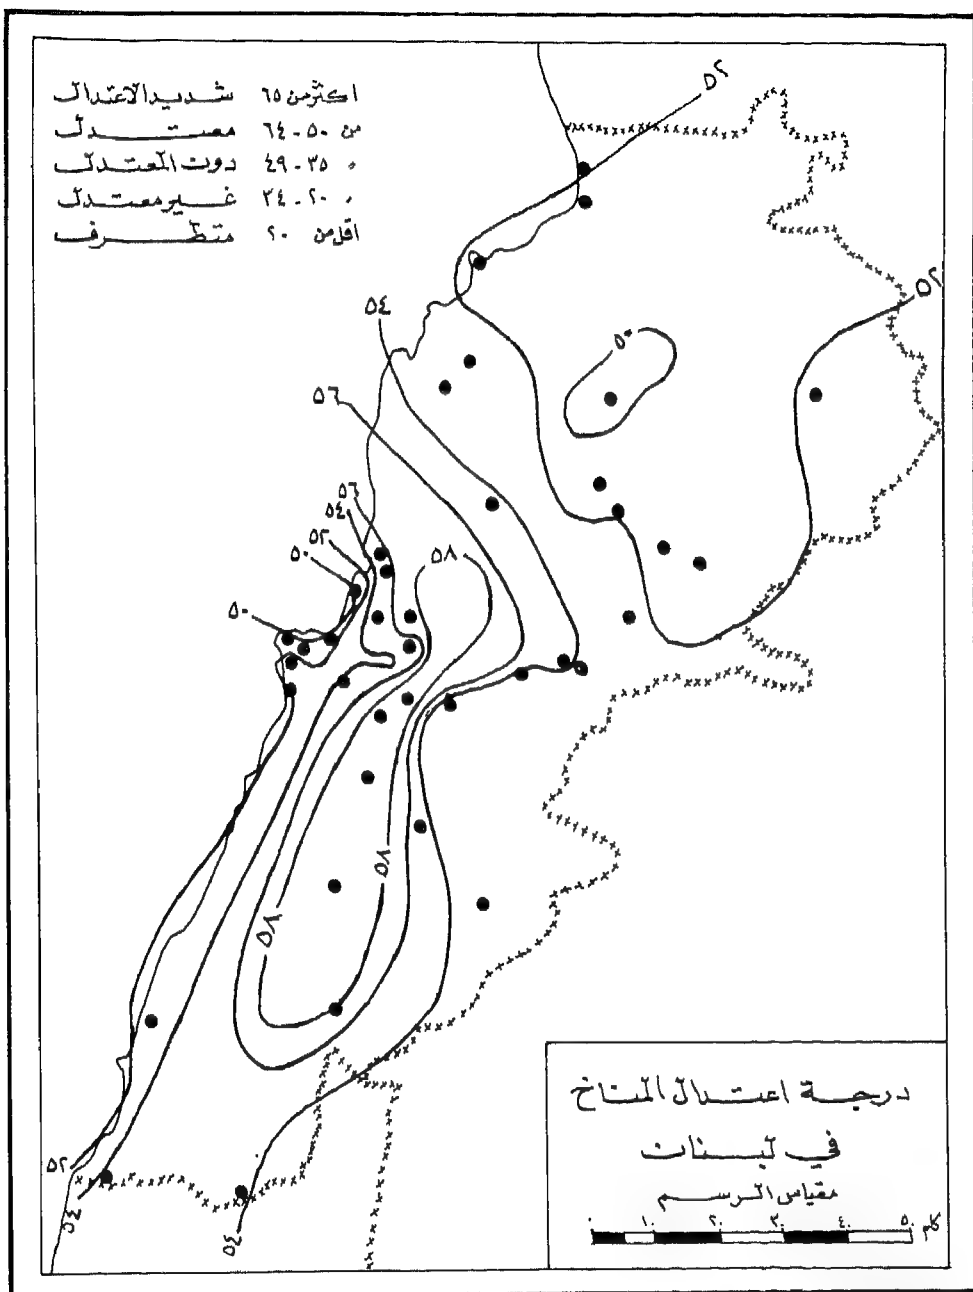 اكثر من ٦٥ شديد الاعتدال
من ٥٠-٦٤ معتدل
» ٣٥-٤٩ دون المعتدل
» ٢٠-٣٤ غير معتدل
اقل من ٢٠ متطرف
٥٢
٥٢
٥٤
٥٠
٥٦
٥٦
٥٤
٥٢
٥٠
٥٨
٥٠
٥٨
٥٨
٥٢
٥٤
٥٤
درجة اعتدال المناخ
في لبنان
مقياس الرسم
٠ ١٠ ٢٠ ٣٠ ٤٠ ٥٠ كلم